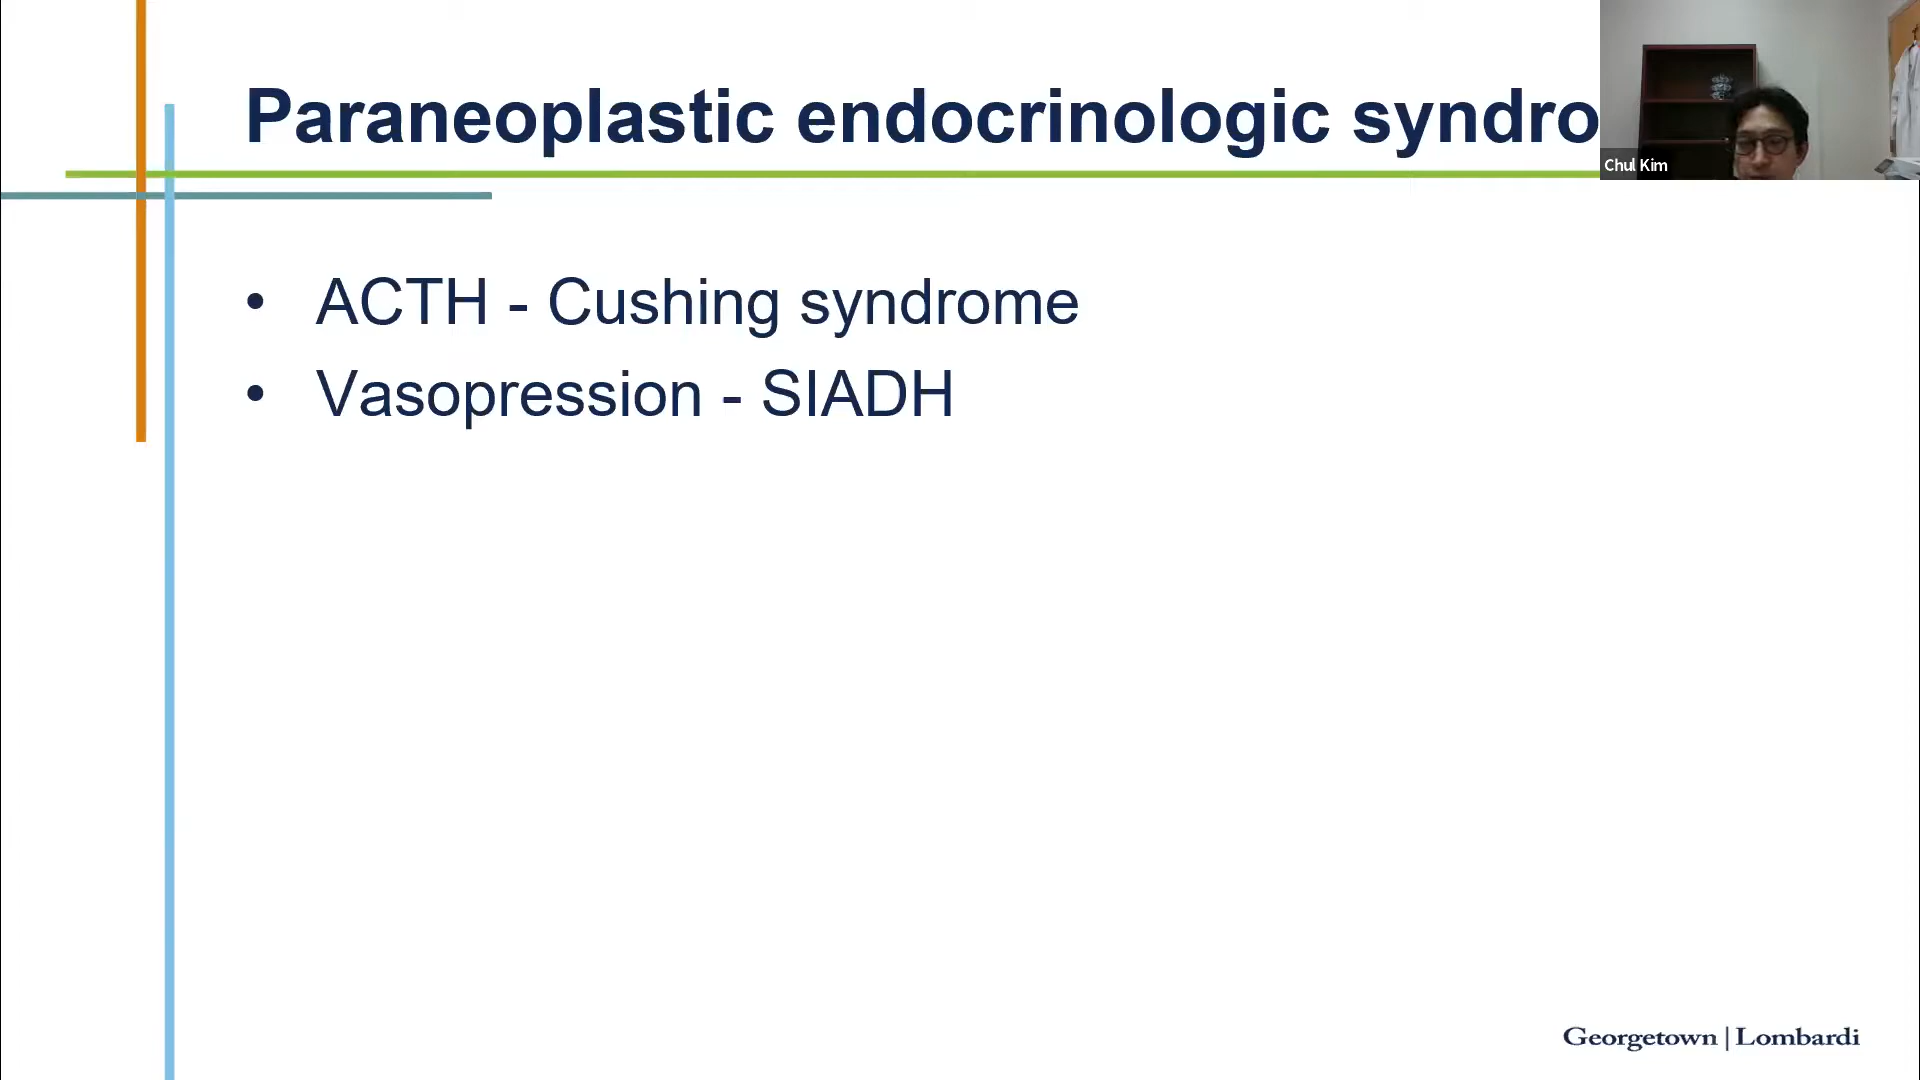 Paraneoplastic endocrinologic syndro
Chul Kim
• ACTH - Cushing syndrome
• Vasopression - SIADH
Georgetown | Lombardi